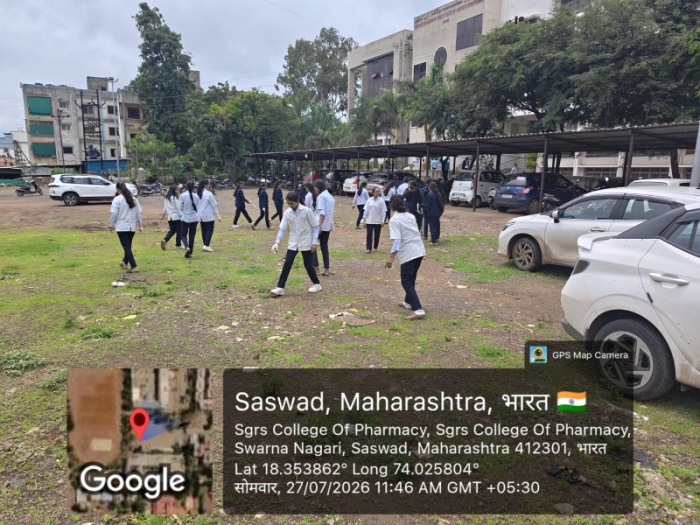 GPS Map Camera
Saswad, Maharashtra, भारत 🇮🇳
Sgrs College Of Pharmacy, Sgrs College Of Pharmacy,
Swarna Nagari, Saswad, Maharashtra 412301, भारत
Lat 18.353862° Long 74.025804°
सोमवार, 27/07/2026 11:46 AM GMT +05:30
Google